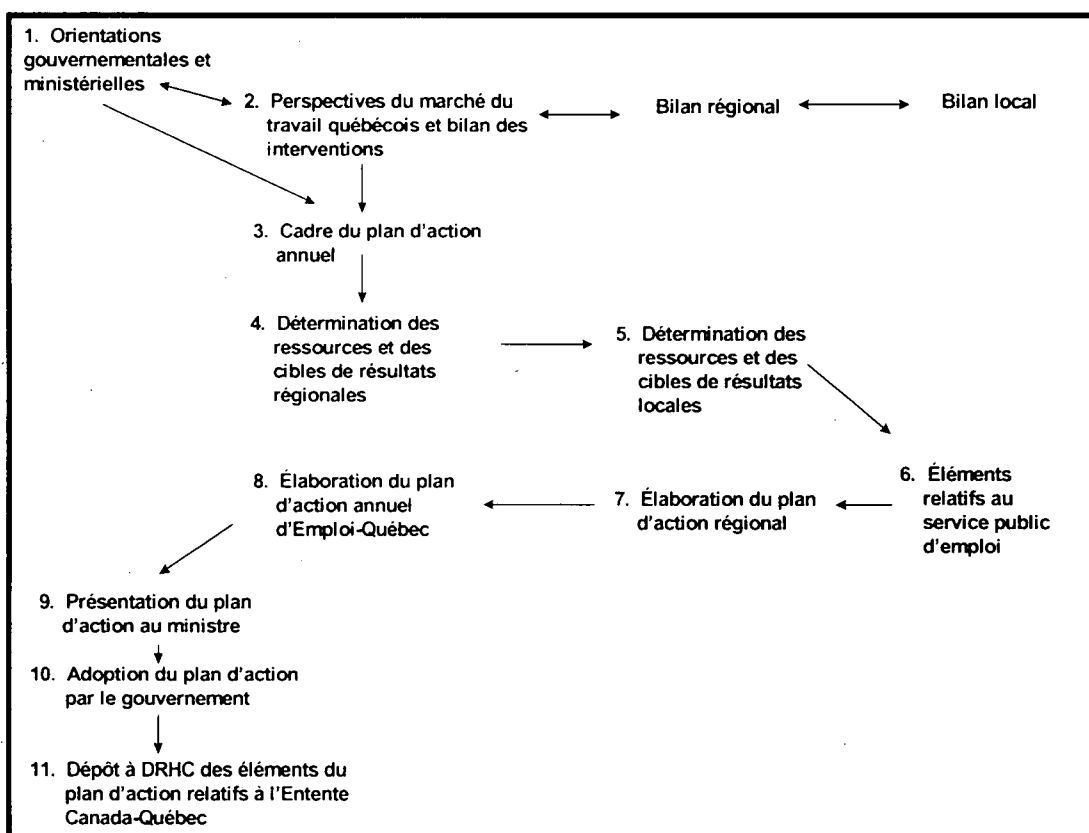 1. Orientations
gouvernementales et
ministérielles
2. Perspectives du marché du
travail québécois et bilan des
interventions
Bilan régional
Bilan local
3. Cadre du plan d'action
annuel
4. Détermination des
ressources et des
cibles de résultats
régionales
5. Détermination des
ressources et des
cibles de résultats
locales
6. Éléments
relatifs au
service public
d'emploi
7. Élaboration du plan
d'action régional
8. Élaboration du plan
d'action annuel
d'Emploi-Québec
9. Présentation du plan
d'action au ministre
10. Adoption du plan d'action
par le gouvernement
11. Dépôt à DRHC des éléments du
plan d'action relatifs à l'Entente
Canada-Québec